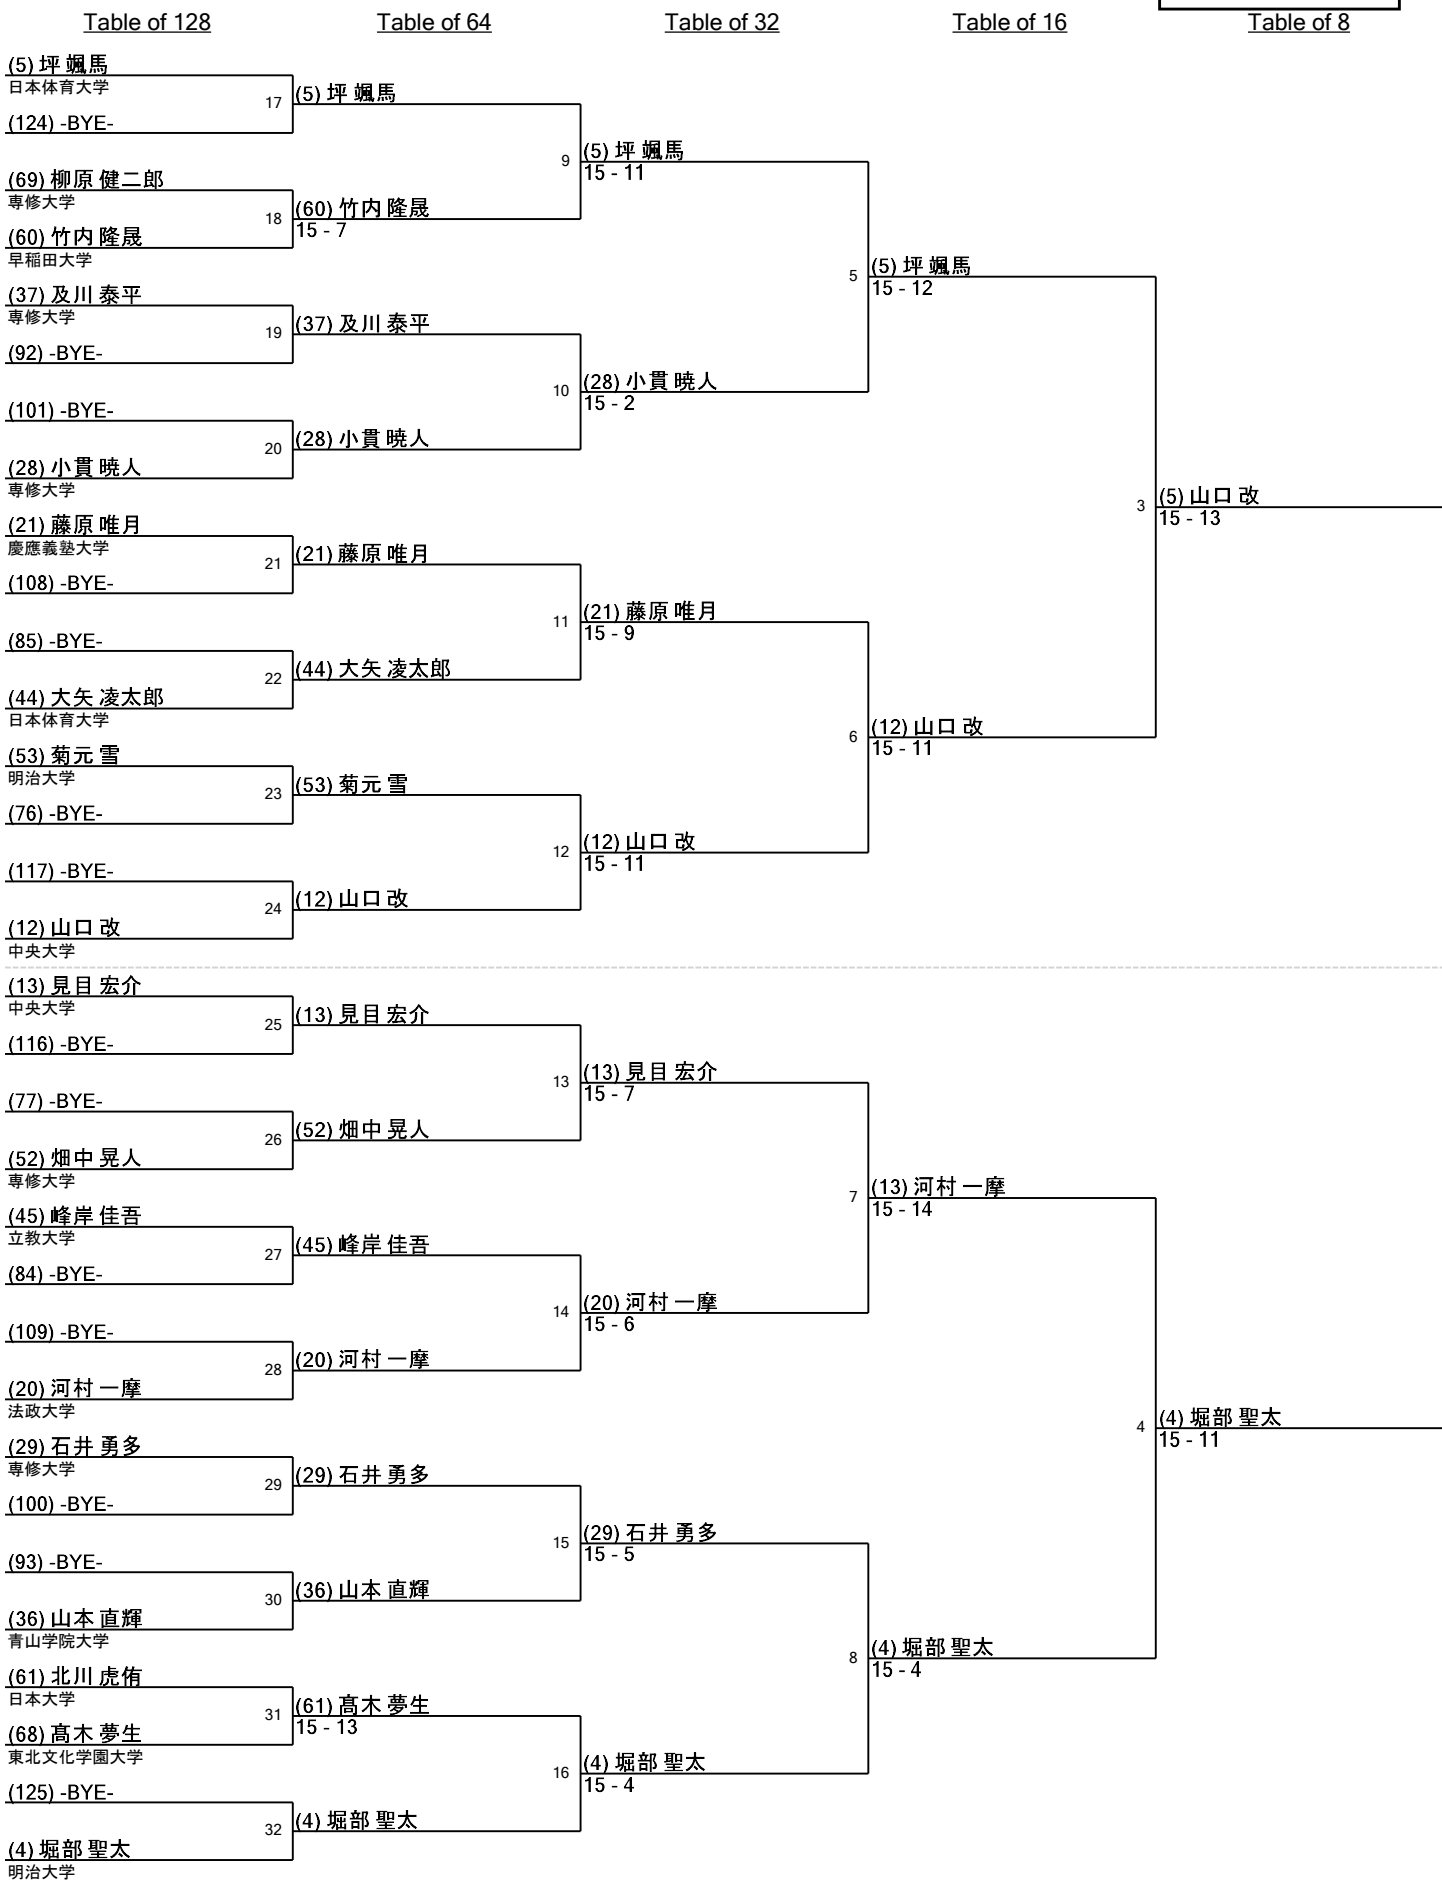 Table of 128
Table of 64
Table of 32
Table of 16
Table of 8
(5) 坪 颯馬
日本体育大学
17
(124) -BYE-
(69) 柳原 健二郎
専修大学
18
(60) 竹内 隆晟
早稲田大学
(37) 及川 泰平
専修大学
19
(92) -BYE-
(101) -BYE-
20
(28) 小貫 暁人
専修大学
(21) 藤原 唯月
慶應義塾大学
21
(108) -BYE-
(85) -BYE-
22
(44) 大矢 凌太郎
日本体育大学
(53) 菊元 雪
明治大学
23
(76) -BYE-
(117) -BYE-
24
(12) 山口 改
中央大学
(13) 見目 宏介
中央大学
25
(116) -BYE-
(77) -BYE-
26
(52) 畑中 晃人
専修大学
(45) 峰岸 佳吾
立教大学
27
(84) -BYE-
(109) -BYE-
28
(20) 河村 一摩
法政大学
(29) 石井 勇多
専修大学
29
(100) -BYE-
(93) -BYE-
30
(36) 山本 直輝
青山学院大学
(61) 北川 虎侑
日本大学
31
(68) 髙木 夢生
東北文化学園大学
(125) -BYE-
32
(4) 堀部 聖太
明治大学
(5) 坪 颯馬
9
(60) 竹内 隆晟
15 - 7
(37) 及川 泰平
10
(28) 小貫 暁人
(21) 藤原 唯月
11
(44) 大矢 凌太郎
(53) 菊元 雪
12
(12) 山口 改
(13) 見目 宏介
13
(52) 畑中 晃人
(45) 峰岸 佳吾
14
(20) 河村 一摩
(29) 石井 勇多
15
(36) 山本 直輝
(61) 髙木 夢生
15 - 13
16
(4) 堀部 聖太
(5) 坪 颯馬
15 - 11
5
(28) 小貫 暁人
15 - 2
(21) 藤原 唯月
15 - 9
6
(12) 山口 改
15 - 11
(13) 見目 宏介
15 - 7
7
(20) 河村 一摩
15 - 6
(29) 石井 勇多
15 - 5
8
(4) 堀部 聖太
15 - 4
(5) 坪 颯馬
15 - 12
3
(12) 山口 改
15 - 11
(13) 河村 一摩
15 - 14
4
(4) 堀部 聖太
15 - 4
(5) 山口 改
15 - 13
(4) 堀部 聖太
15 - 11